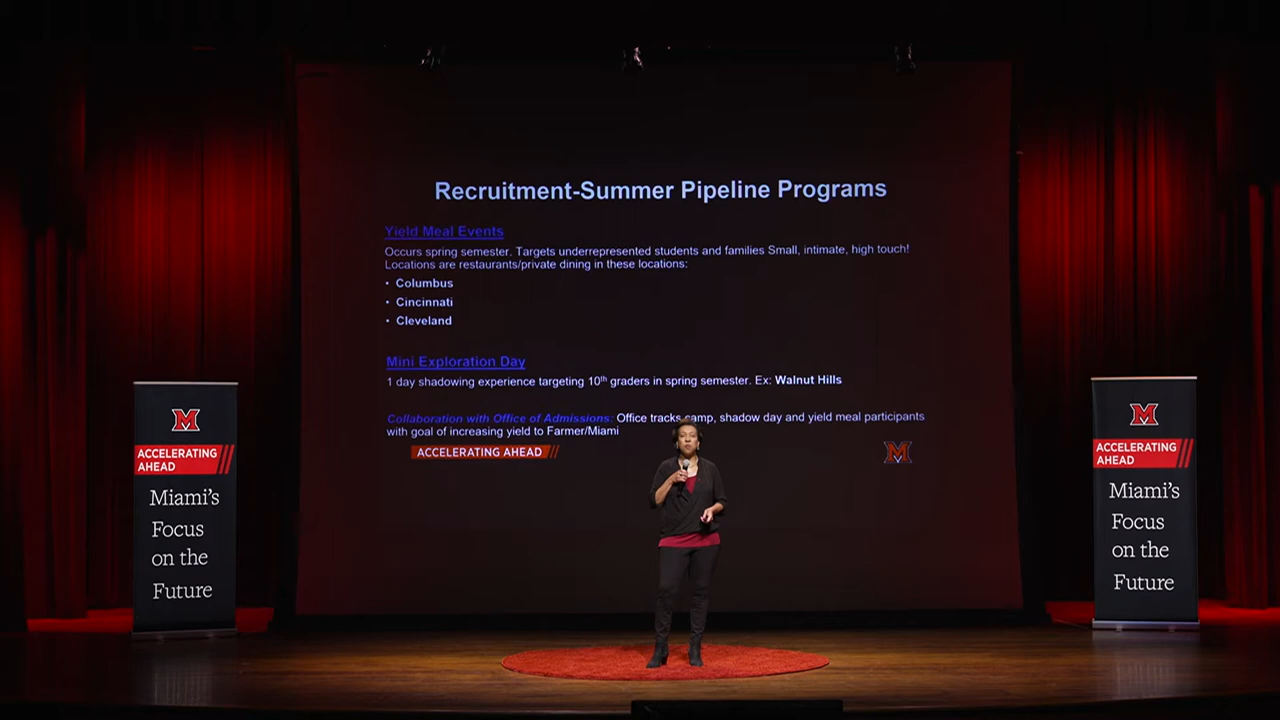 Recruitment-Summer Pipeline Programs
Yield Meal Events
Occurs spring semester. Targets underrepresented students and families Small, intimate, high touch!
Locations are restaurants/private dining in these locations:
• Columbus
• Cincinnati
• Cleveland
Mini Exploration Day
1 day shadowing experience targeting 10th graders in spring semester. Ex: Walnut Hills
Collaboration with Office of Admissions: Office tracks camp, shadow day and yield meal participants
with goal of increasing yield to Farmer/Miami
ACCELERATING AHEAD
M
M
ACCELERATING
AHEAD
Miami's
Focus
on the
Future
M
ACCELERATING
AHEAD
Miami's
Focus
on the
Future